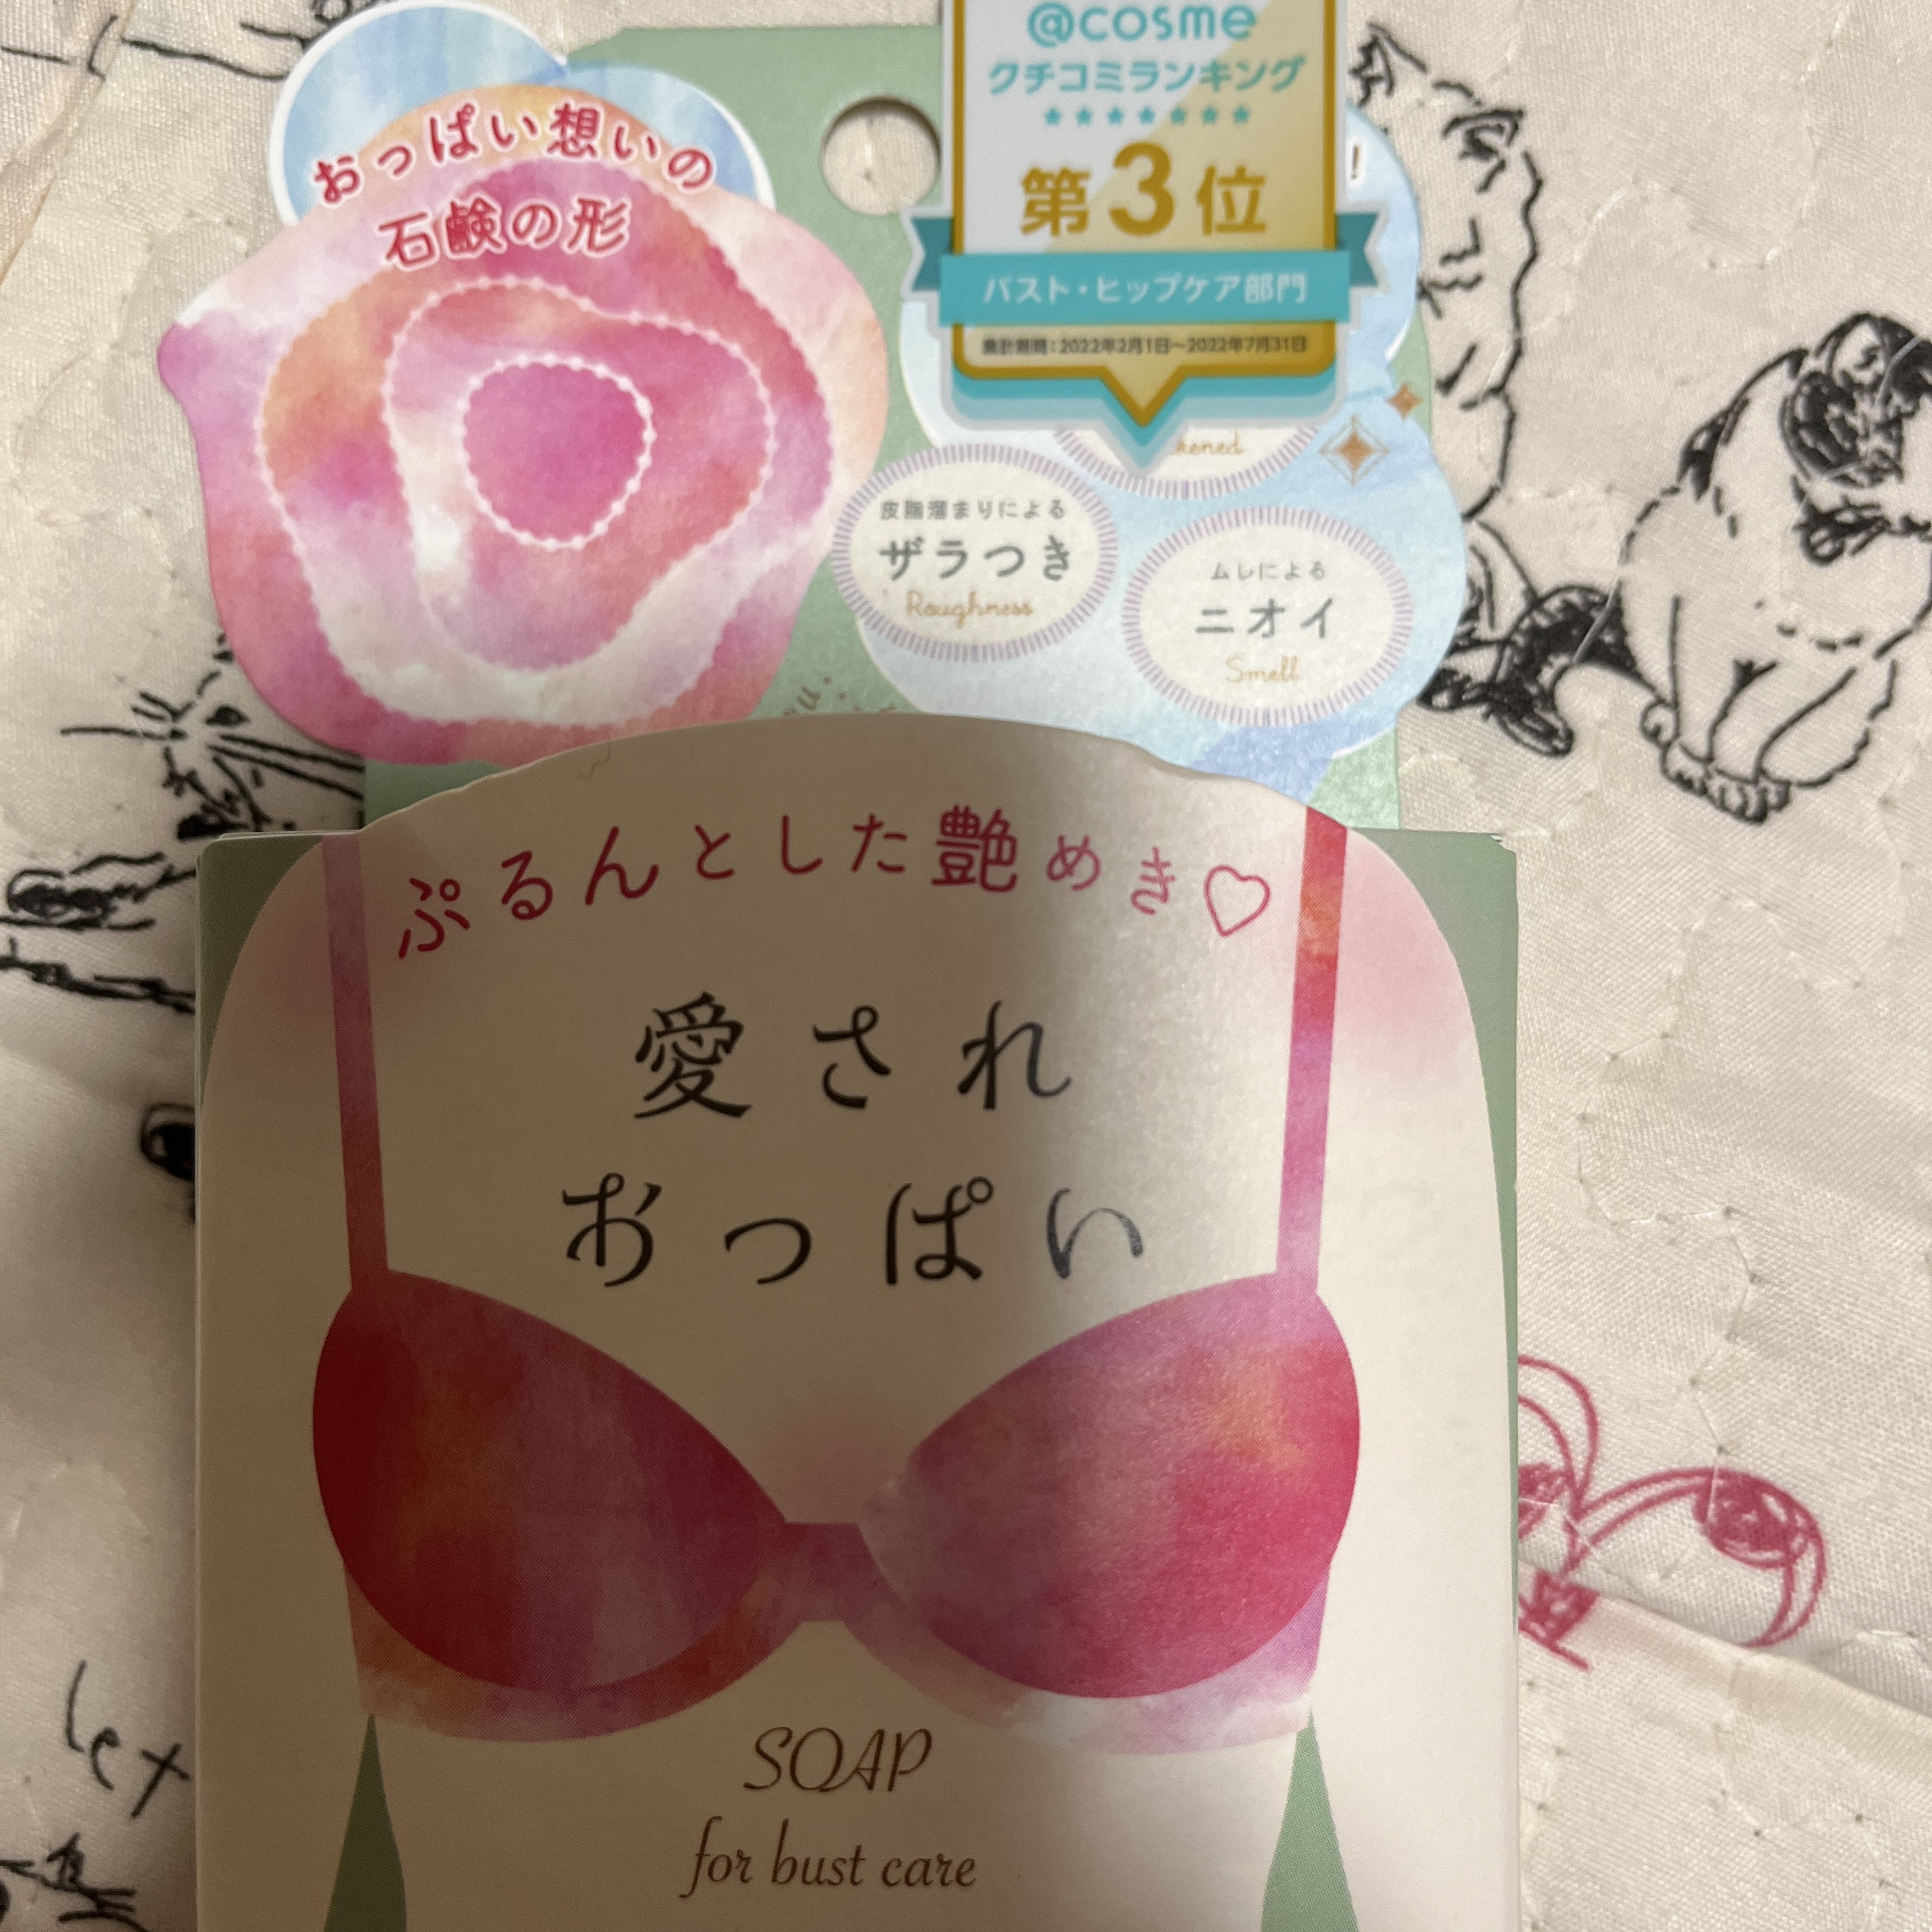 おっぱい想いの
石鹸の形
@cosme
クチコミランキング
第3位
バスト・ヒップケア部門
集計期間:2022年2月1日〜2022年7月31日
!
kened
皮脂溜まりによる
ザラつき
Roughness
ムレによる
ニオイ
Smell
ぷるんとした艶めき♡
愛され
おっぱい
SOAP
for bust care
let